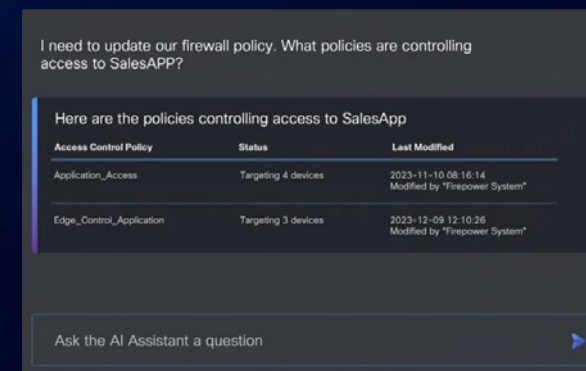 I need to update our firewall policy. What policies are controlling
access to SalesAPP?
Here are the policies controlling access to SalesApp
Access Control Policy Status Last Modified
Application_Access Targeting 4 devices 2023-11-10 08:16:14
Modified by "Firepower System"
Edge_Control_Application Targeting 3 devices 2023-12-09 12:10:26
Modified by "Firepower System"
Ask the AI Assistant a question